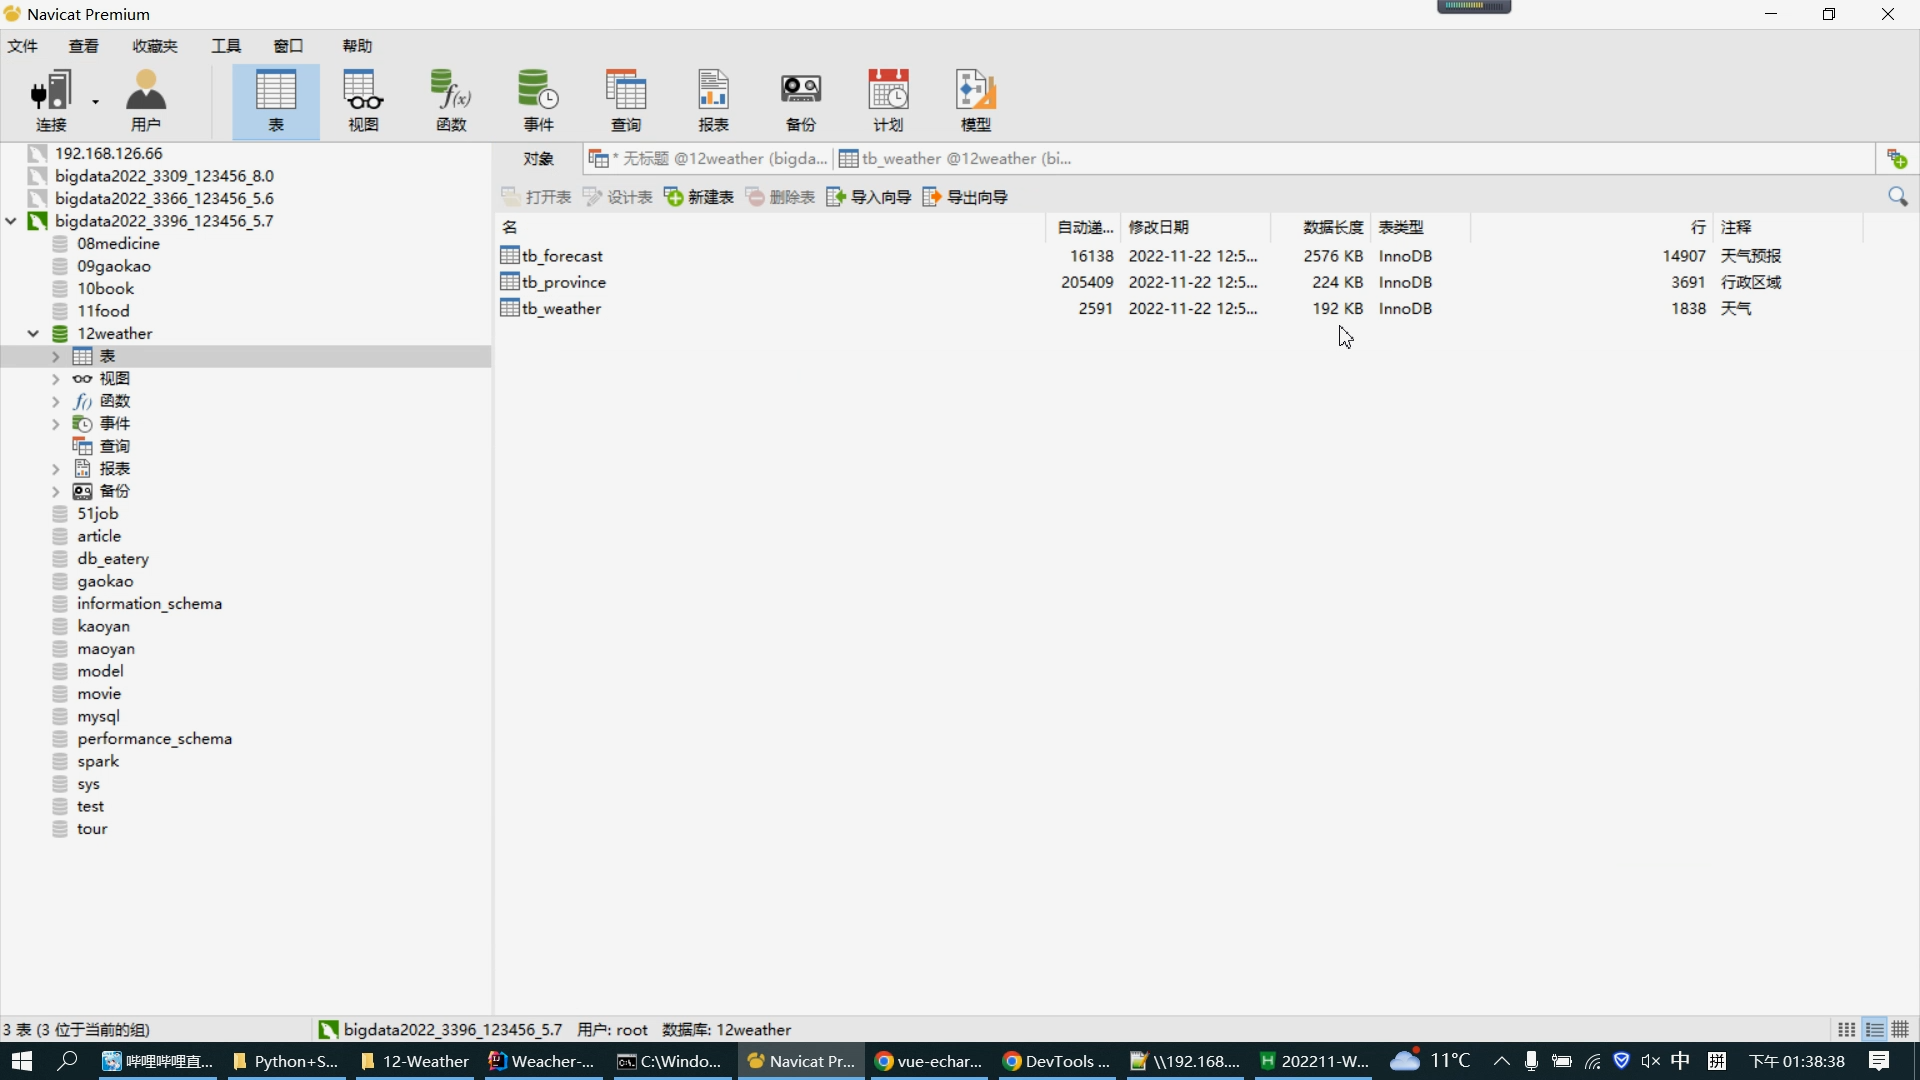 Navicat Premium
文件 查看 收藏夹 工具 窗口 帮助
连接 用户 表 视图 函数 事件 查询 报表 备份 计划 模型
192.168.126.66
bigdata2022_3309_123456_8.0
bigdata2022_3366_123456_5.6
bigdata2022_3396_123456_5.7
08medicine
09gaokao
10book
11food
12weather
表
视图
函数
事件
查询
报表
备份
51job
article
db_eatery
gaokao
information_schema
kaoyan
maoyan
model
movie
mysql
performance_schema
spark
sys
test
tour
对象 * 无标题 @12weather (bigda... tb_weather @12weather (bi...
打开表 设计表 新建表 删除表 导入向导 导出向导
名 自动递... 修改日期 数据长度 表类型 行 注释
tb_forecast 16138 2022-11-22 12:5... 2576 KB InnoDB 14907 天气预报
tb_province 205409 2022-11-22 12:5... 224 KB InnoDB 3691 行政区域
tb_weather 2591 2022-11-22 12:5... 192 KB InnoDB 1838 天气
3 表 (3 位于当前的组) bigdata2022_3396_123456_5.7 用户: root 数据库: 12weather
哔哩哔哩直... Python+S... 12-Weather Weacher-... C:\Windo... Navicat Pr... vue-echar... DevTools ... \\192.168.... 202211-W... 11°C 中 拼 下午 01:38:38